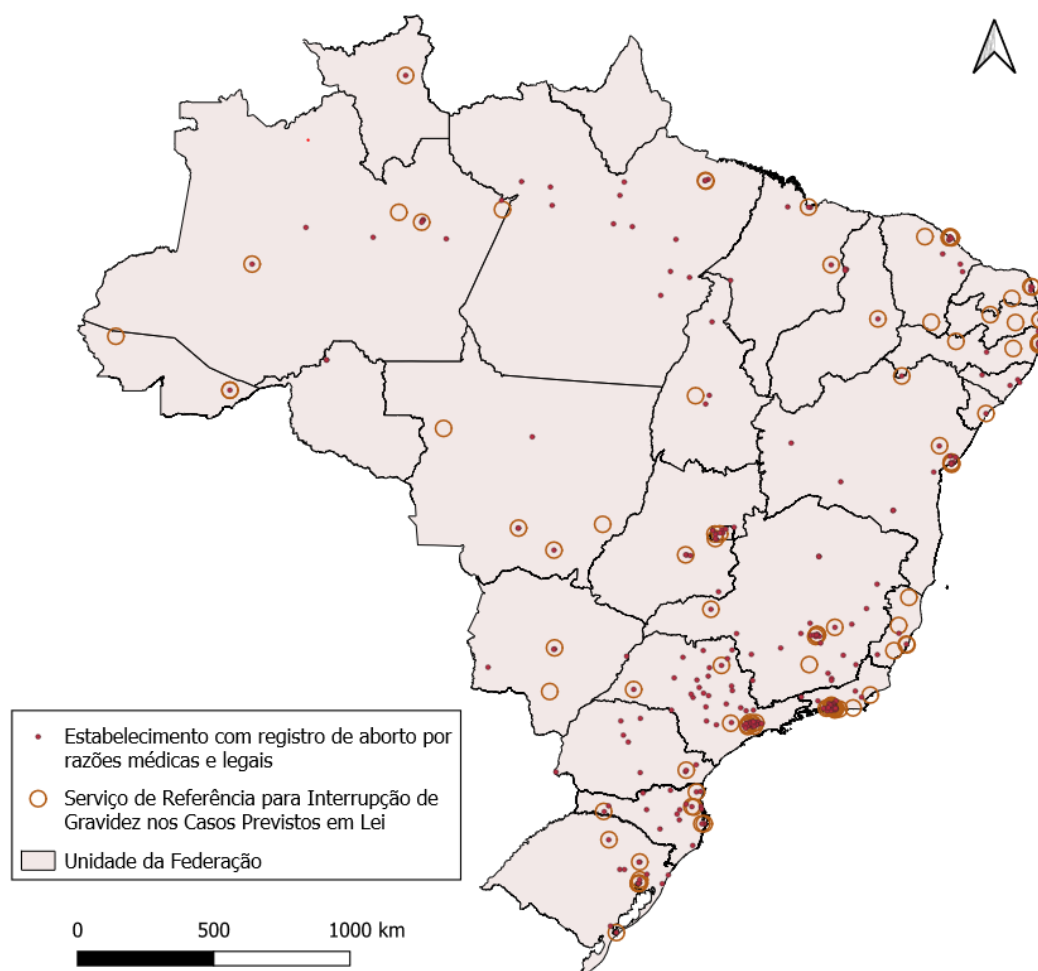 Estabelecimento com registro de aborto por
razões médicas e legais
Serviço de Referência para Interrupção de
Gravidez nos Casos Previstos em Lei
Unidade da Federação
0 500 1000 km